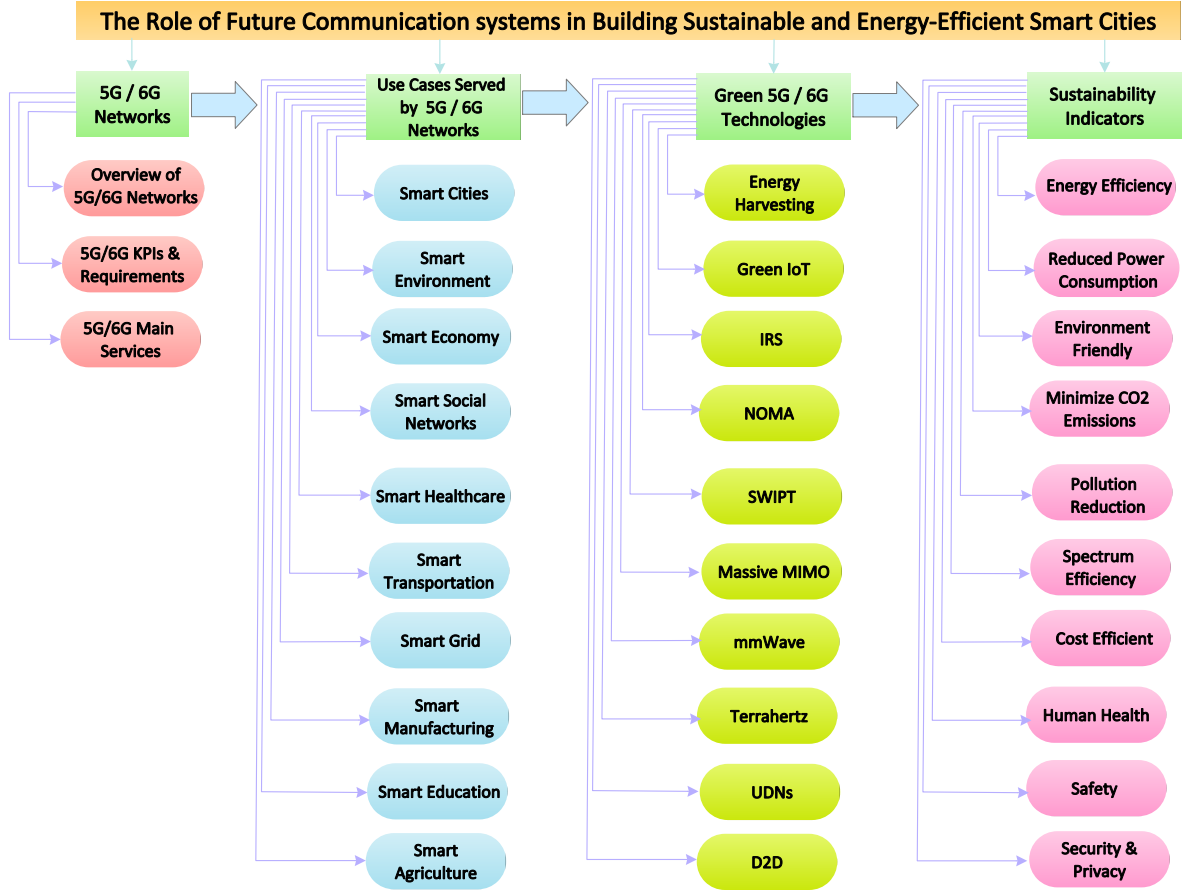 The Role of Future Communication systems in Building Sustainable and Energy-Efficient Smart Cities
5G / 6G
Networks
Overview of
5G/6G Networks
5G/6G KPIs &
Requirements
5G/6G Main
Services
Use Cases Served
by 5G / 6G
Networks
Smart Cities
Smart
Environment
Smart Economy
Smart Social
Networks
Smart Healthcare
Smart
Transportation
Smart Grid
Smart
Manufacturing
Smart Education
Smart
Agriculture
Green 5G / 6G
Technologies
Energy
Harvesting
Green IoT
IRS
NOMA
SWIPT
Massive MIMO
mmWave
Terrahertz
UDNs
D2D
Sustainability
Indicators
Energy Efficiency
Reduced Power
Consumption
Environment
Friendly
Minimize CO2
Emissions
Pollution
Reduction
Spectrum
Efficiency
Cost Efficient
Human Health
Safety
Security &
Privacy